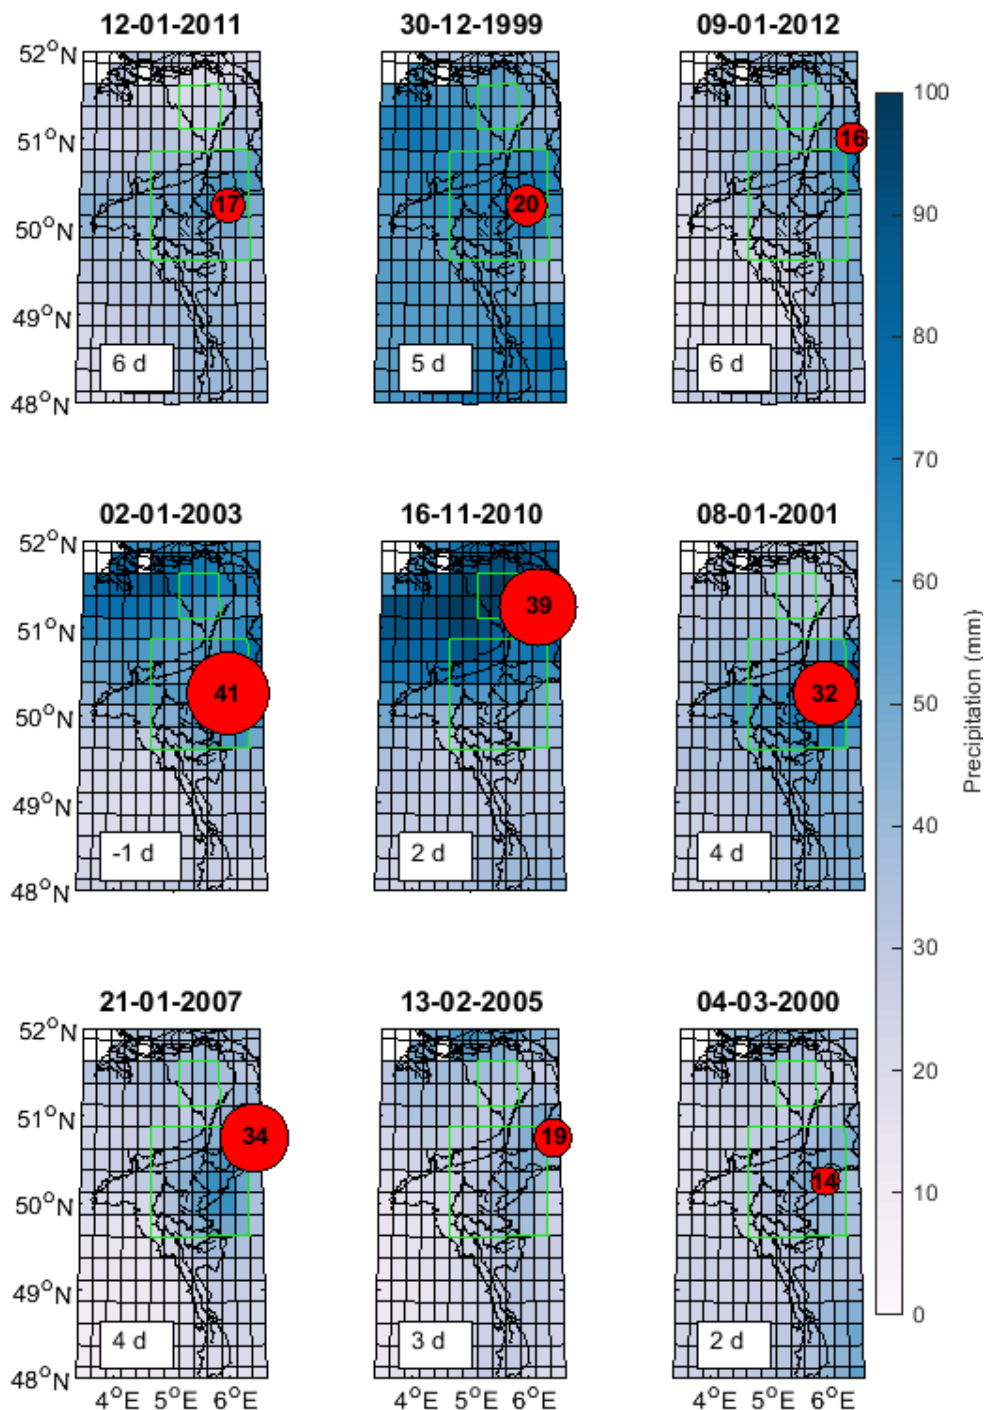 12-01-2011 30-12-1999 09-01-2012
52°N
51°N
50°N
49°N
48°N
17 20 16
6 d 5 d 6 d
02-01-2003 16-11-2010 08-01-2001
52°N
51°N
50°N
49°N
48°N
41 39 32
-1 d 2 d 4 d
21-01-2007 13-02-2005 04-03-2000
52°N
51°N
50°N
49°N
48°N
34 19 14
4 d 3 d 2 d
4°E 5°E 6°E 4°E 5°E 6°E 4°E 5°E 6°E
100
90
80
70
60
50
40
30
20
10
0
Precipitation (mm)